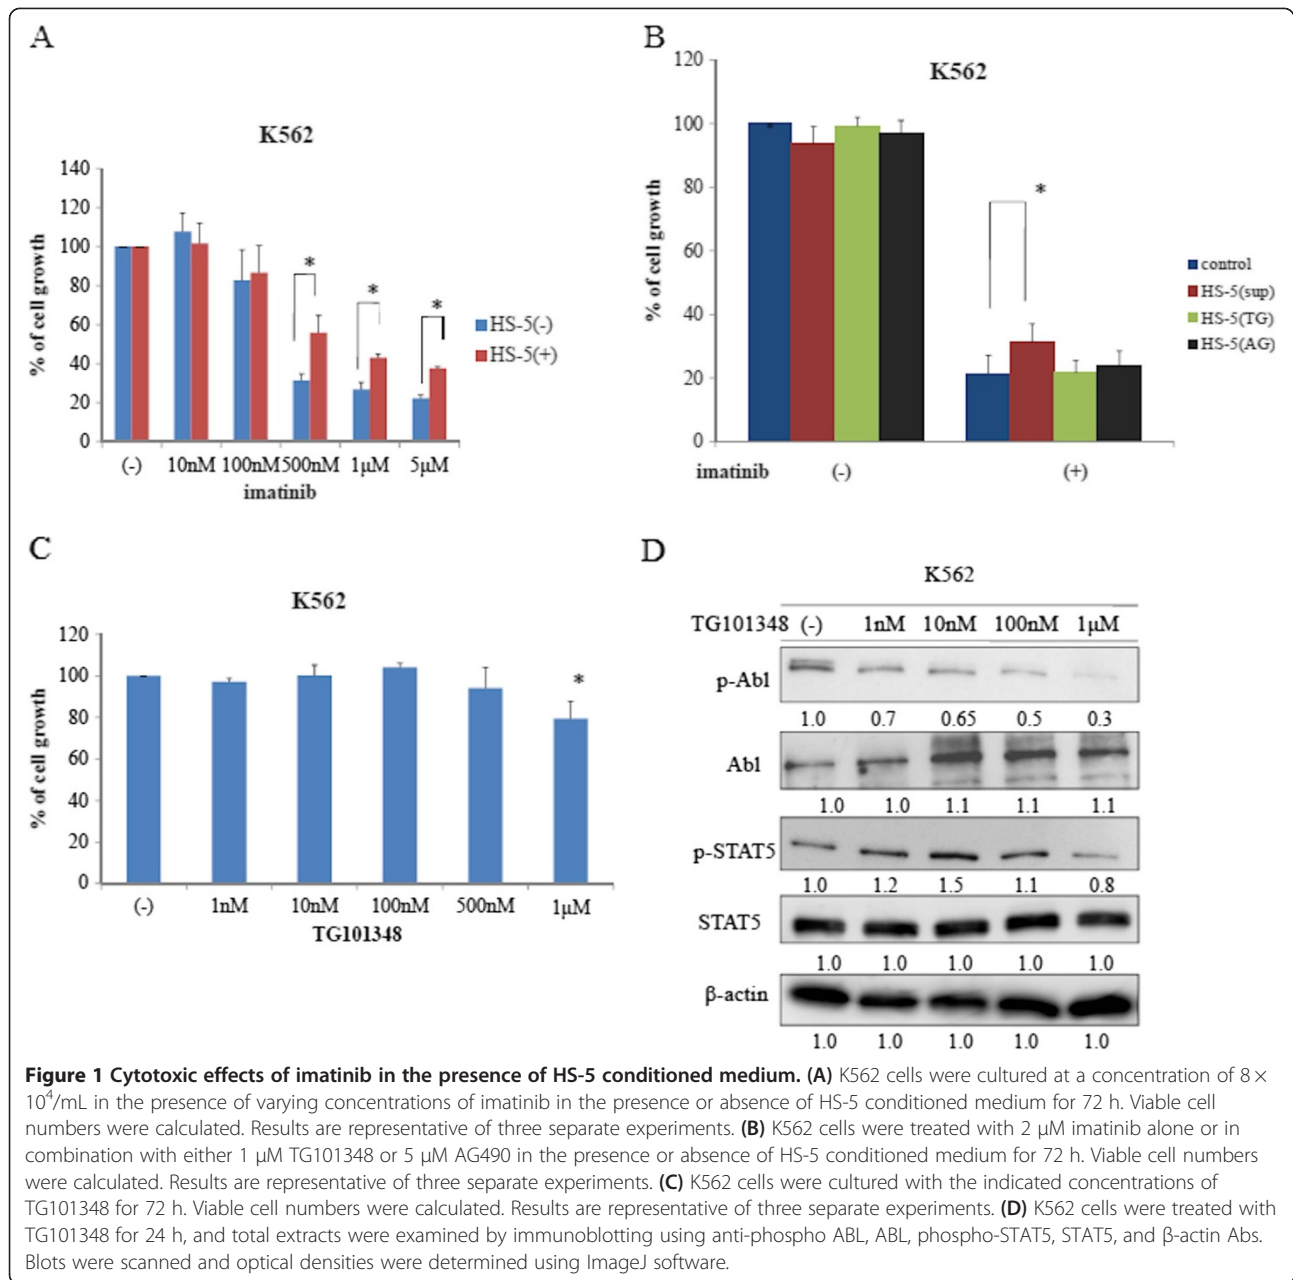 A
K562
140
120
100
80
60
40
20
0
% of cell growth
(-) 10nM 100nM 500nM 1μM 5μM
imatinib
HS-5(-)
HS-5(+)
*
*
*
B
K562
120
100
80
60
40
20
0
% of cell growth
*
imatinib (-) (+)
control
HS-5(sup)
HS-5(TG)
HS-5(AG)
C
K562
120
100
80
60
40
20
0
% of cell growth
*
(-) 1nM 10nM 100nM 500nM 1μM
TG101348
D
K562
TG101348 (-) 1nM 10nM 100nM 1μM
p-Abl
1.0 0.7 0.65 0.5 0.3
Abl
1.0 1.0 1.1 1.1 1.1
p-STAT5
1.0 1.2 1.5 1.1 0.8
STAT5
1.0 1.0 1.0 1.0 1.0
β-actin
1.0 1.0 1.0 1.0 1.0
Figure 1 Cytotoxic effects of imatinib in the presence of HS-5 conditioned medium. (A) K562 cells were cultured at a concentration of 8×
10⁴/mL in the presence of varying concentrations of imatinib in the presence or absence of HS-5 conditioned medium for 72 h. Viable cell
numbers were calculated. Results are representative of three separate experiments. (B) K562 cells were treated with 2 μM imatinib alone or in
combination with either 1 μM TG101348 or 5 μM AG490 in the presence or absence of HS-5 conditioned medium for 72 h. Viable cell numbers
were calculated. Results are representative of three separate experiments. (C) K562 cells were cultured with the indicated concentrations of
TG101348 for 72 h. Viable cell numbers were calculated. Results are representative of three separate experiments. (D) K562 cells were treated with
TG101348 for 24 h, and total extracts were examined by immunoblotting using anti-phospho ABL, ABL, phospho-STAT5, STAT5, and β-actin Abs.
Blots were scanned and optical densities were determined using ImageJ software.